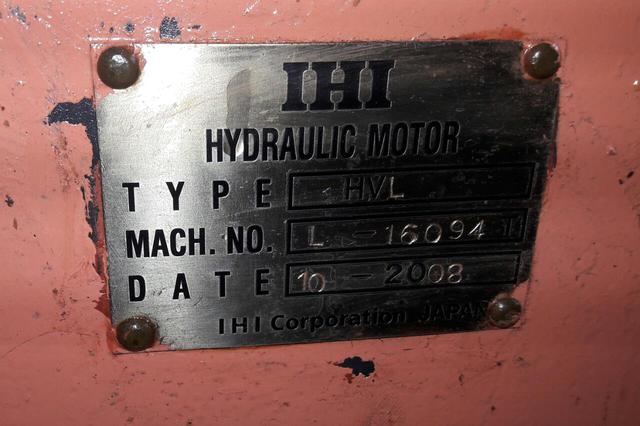 IHI
HYDRAULIC MOTOR
TYPE HVL
MACH. NO. L-16094
DATE 10-2008
IHI Corporation JAPAN